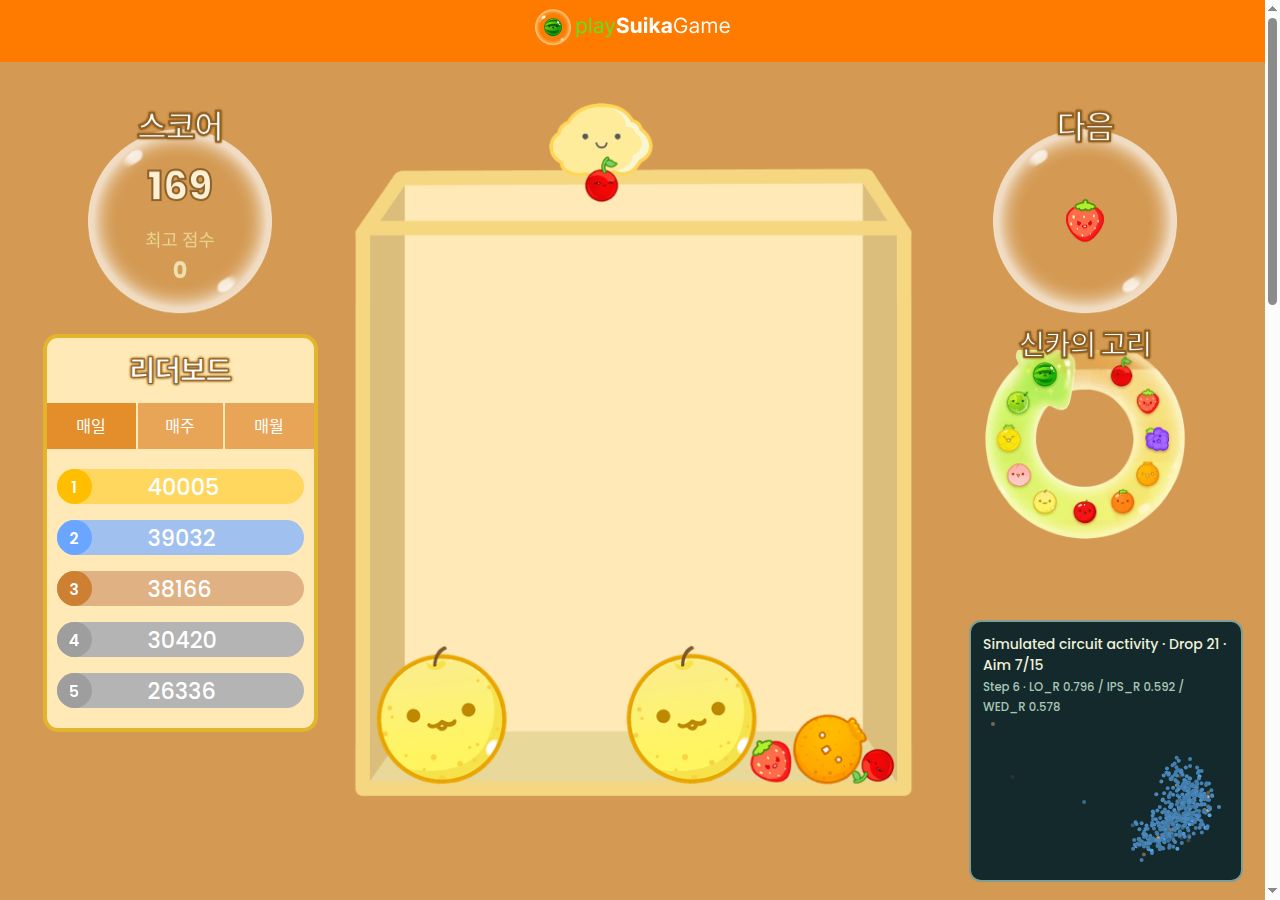 playSuikaGame
스코어
169
최고 점수
0
다음
신카의 고리
리더보드
매일 매주 매월
1 40005
2 39032
3 38166
4 30420
5 26336
Simulated circuit activity · Drop 21 ·
Aim 7/15
Step 6 · LO_R 0.796 / IPS_R 0.592 /
WED_R 0.578